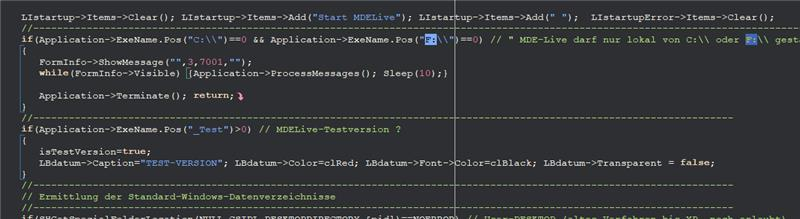 LIstartup->Items->Clear(); LIstartup->Items->Add("Start MDELive"); LIstartup->Items->Add(" ");  LIstartupError->Items->Clear();
//----------------------------------------------------------------------------------------------------------------------
if(Application->ExeName.Pos("C:\\")==0 && Application->ExeName.Pos("F:\\")==0) // " MDE-Live darf nur lokal von C:\\ oder F:\\ gest
{
FormInfo->ShowMessage("",3,7001,"");
while(FormInfo->Visible) {Application->ProcessMessages(); Sleep(10);}
Application->Terminate(); return;
}
//----------------------------------------------------------------------------------------------------------------------
if(Application->ExeName.Pos("_Test")>0) // MDELive-Testversion ?
{
isTestVersion=true;
LBdatum->Caption="TEST-VERSION"; LBdatum->Color=clRed; LBdatum->Font->Color=clBlack; LBdatum->Transparent = false;
}
//----------------------------------------------------------------------------------------------------------------------
// Ermittlung der Standard-Windows-Datenverzeichnisse
//----------------------------------------------------------------------------------------------------------------------